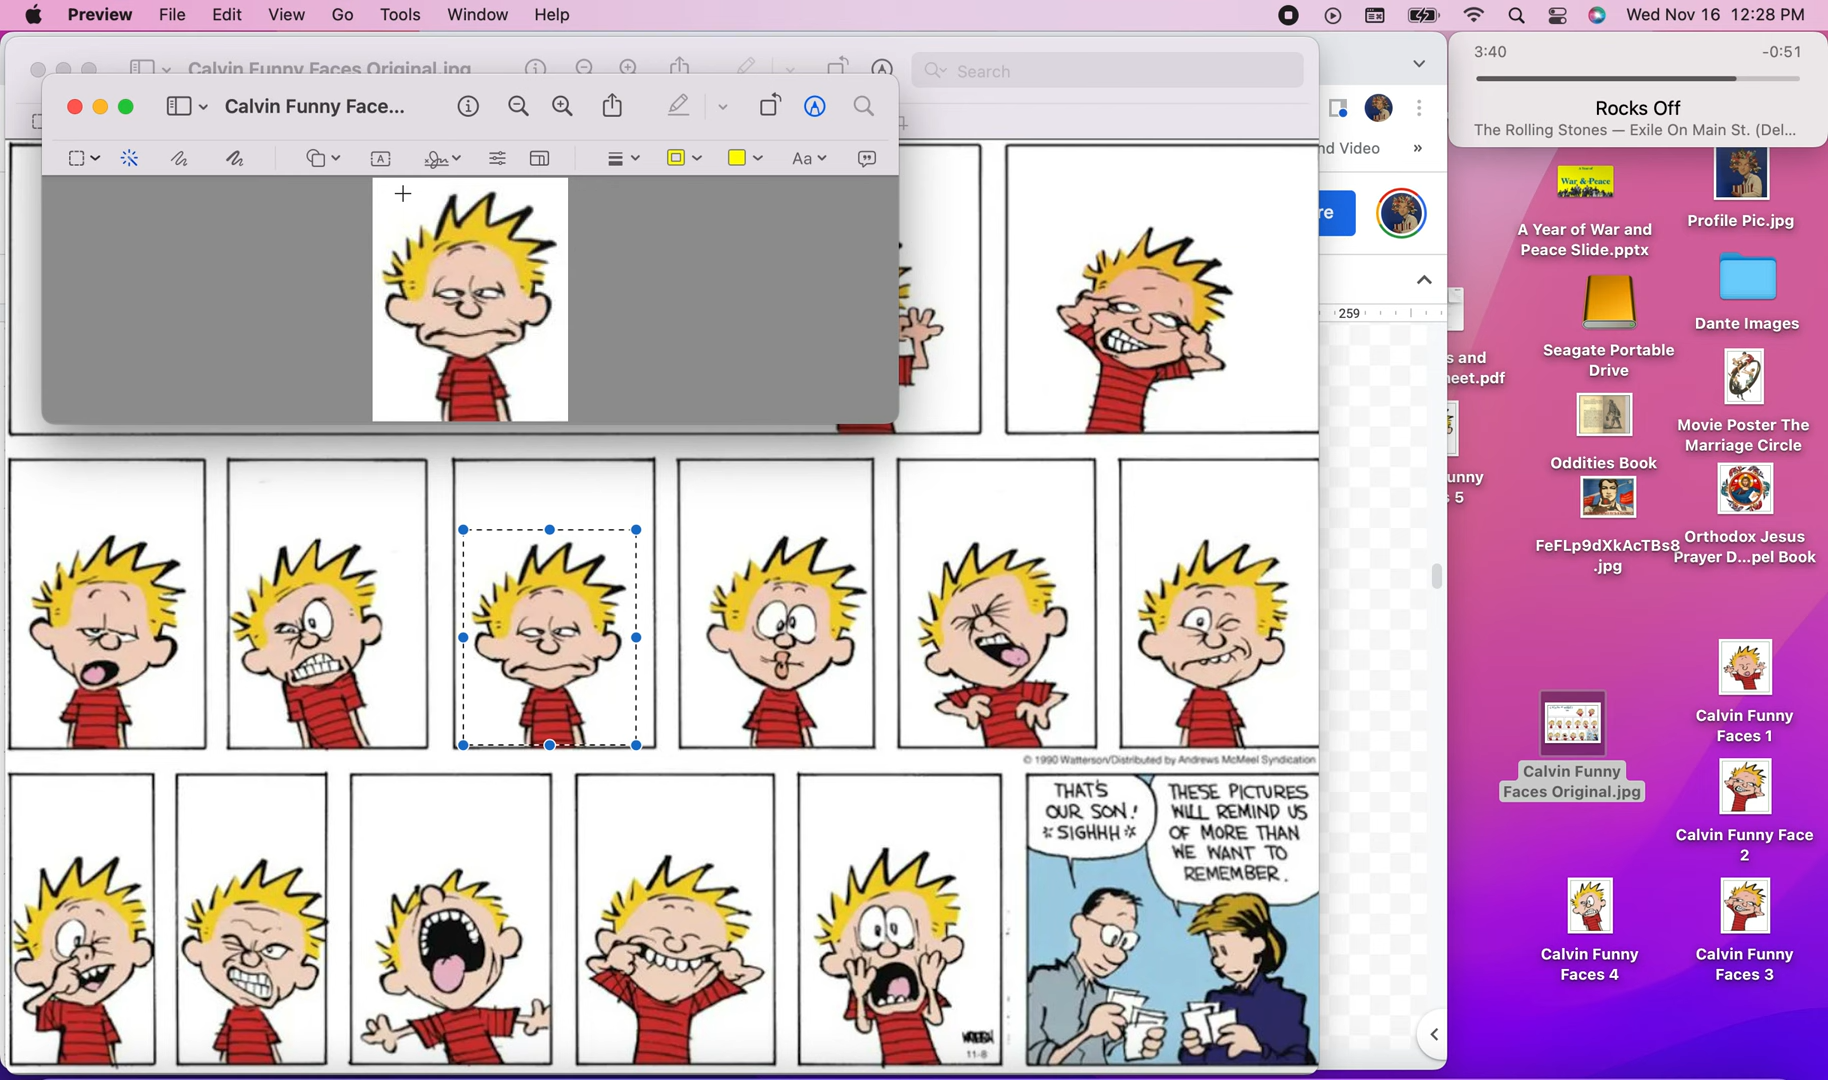 Preview File Edit View Go Tools Window Help
Wed Nov 16 12:28 PM
Calvin Funny Faces Original.jpg
Search
Calvin Funny Face...
A
Aa
nd Video
»
re
259
3:40
-0:51
Rocks Off
The Rolling Stones — Exile On Main St. (Del...
War & Peace
A Year of War and
Peace Slide.pptx
Profile Pic.jpg
Seagate Portable
Drive
Dante Images
s and
eet.pdf
Oddities Book
Movie Poster The
Marriage Circle
unny
s 5
FeFLp9dXkAcTBs8
.jpg
Orthodox Jesus
Prayer D...pel Book
Calvin Funny
Faces 1
Calvin Funny
Faces Original.jpg
Calvin Funny Face
2
Calvin Funny
Faces 4
Calvin Funny
Faces 3
© 1990 Watterson/Distributed by Andrews McMeel Syndication
THAT'S
OUR SON!
*SIGHHH*
THESE PICTURES
WILL REMIND US
OF MORE THAN
WE WANT TO
REMEMBER.
11-8